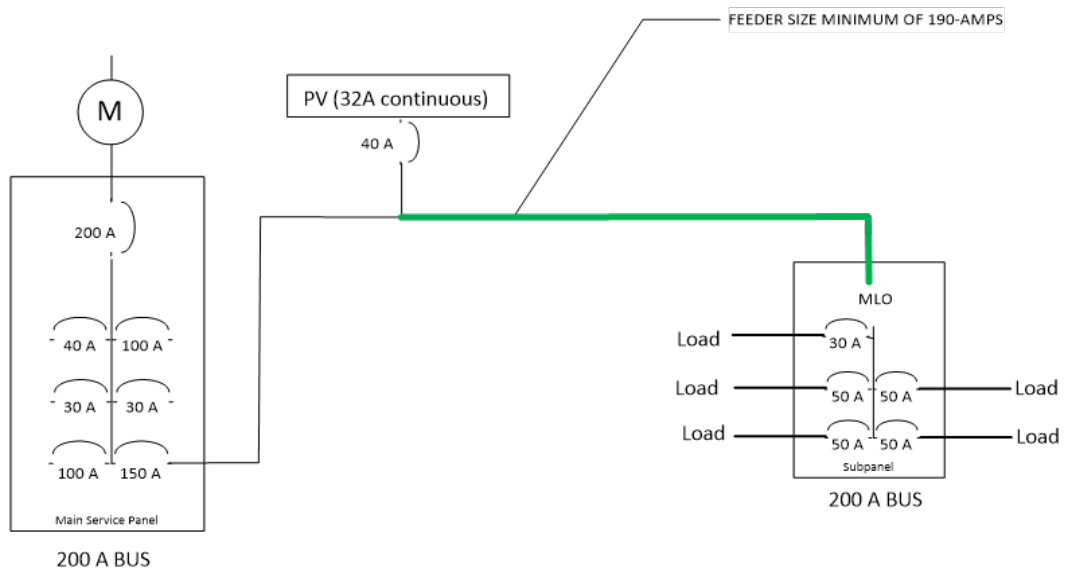 FEEDER SIZE MINIMUM OF 190-AMPS
M
PV (32A continuous)
40 A
200 A
40 A 100 A
30 A 30 A
100 A 150 A
Main Service Panel
200 A BUS
MLO
Load 30 A
Load 50 A 50 A Load
Load 50 A 50 A Load
Subpanel
200 A BUS